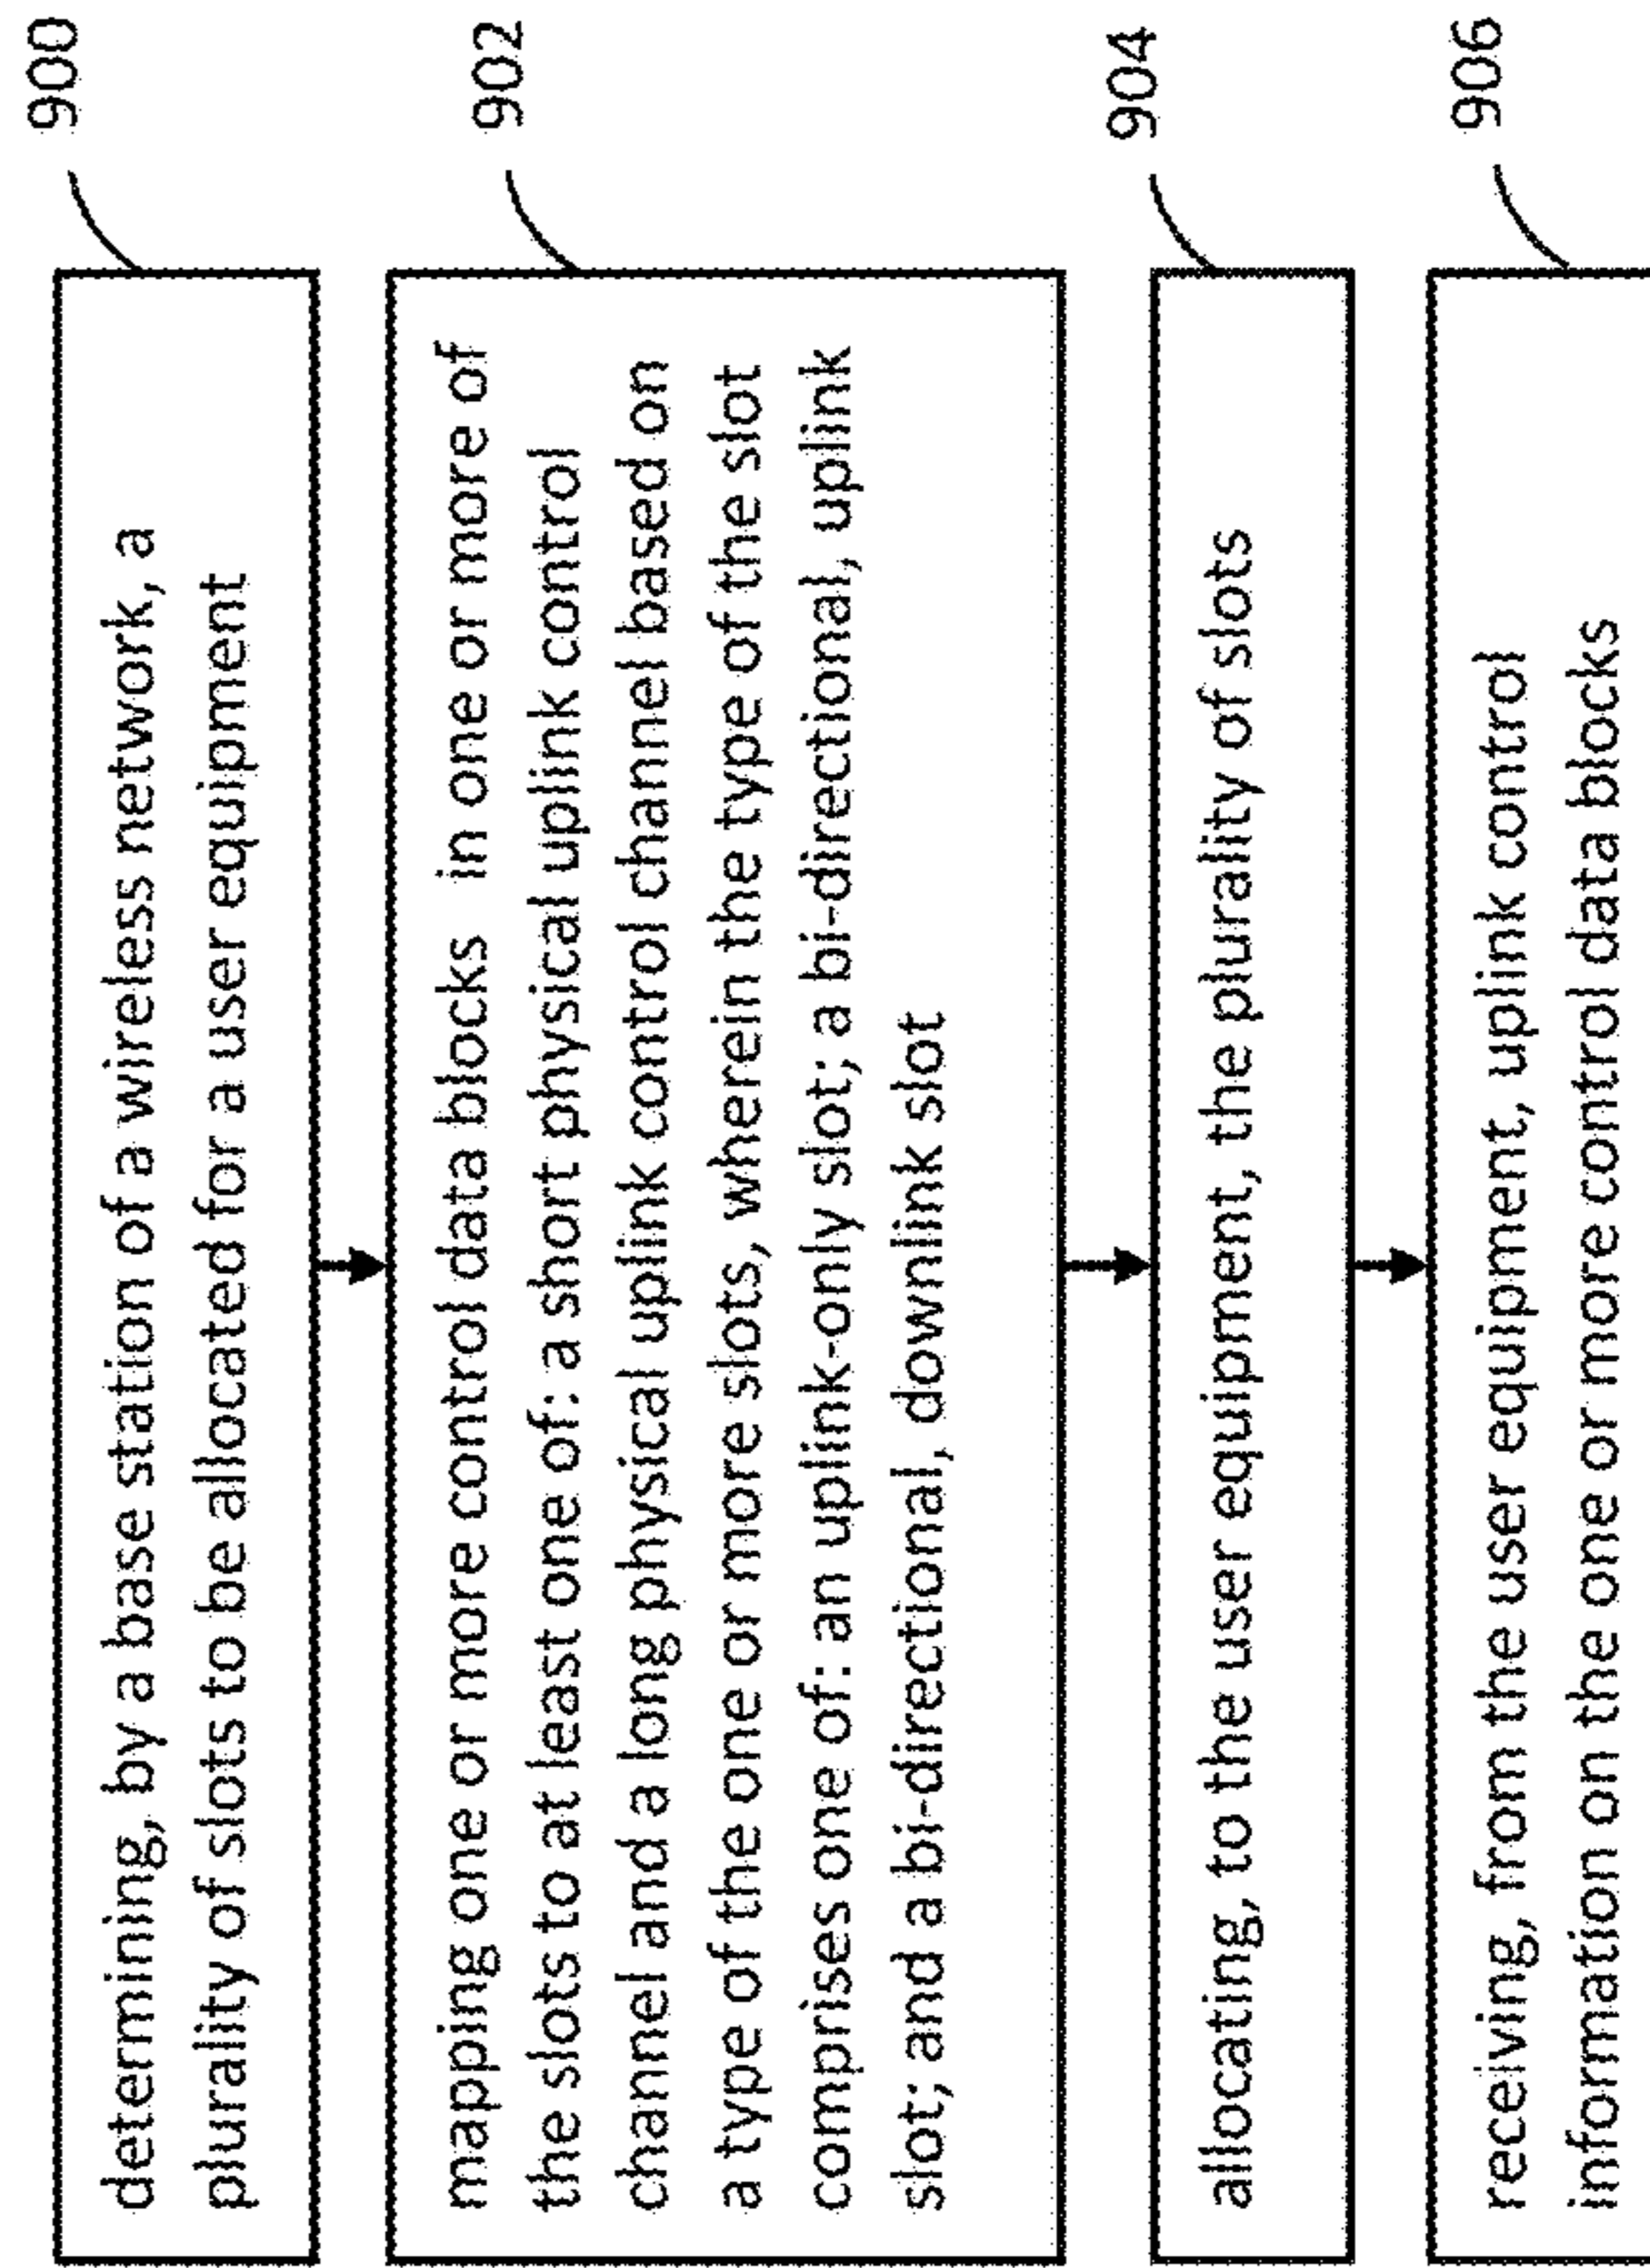 900
determining, by a base station of a wireless network, a
plurality of slots to be allocated for a user equipment
902
mapping one or more control data blocks in one or more of
the slots to at least one of: a short physical uplink control
channel and a long physical uplink control channel based on
a type of the one or more slots, wherein the type of the slot
comprises one of: an uplink-only slot; a bi-directional, uplink
slot; and a bi-directional, downlink slot
904
allocating, to the user equipment, the plurality of slots
906
receiving, from the user equipment, uplink control
information on the one or more control data blocks